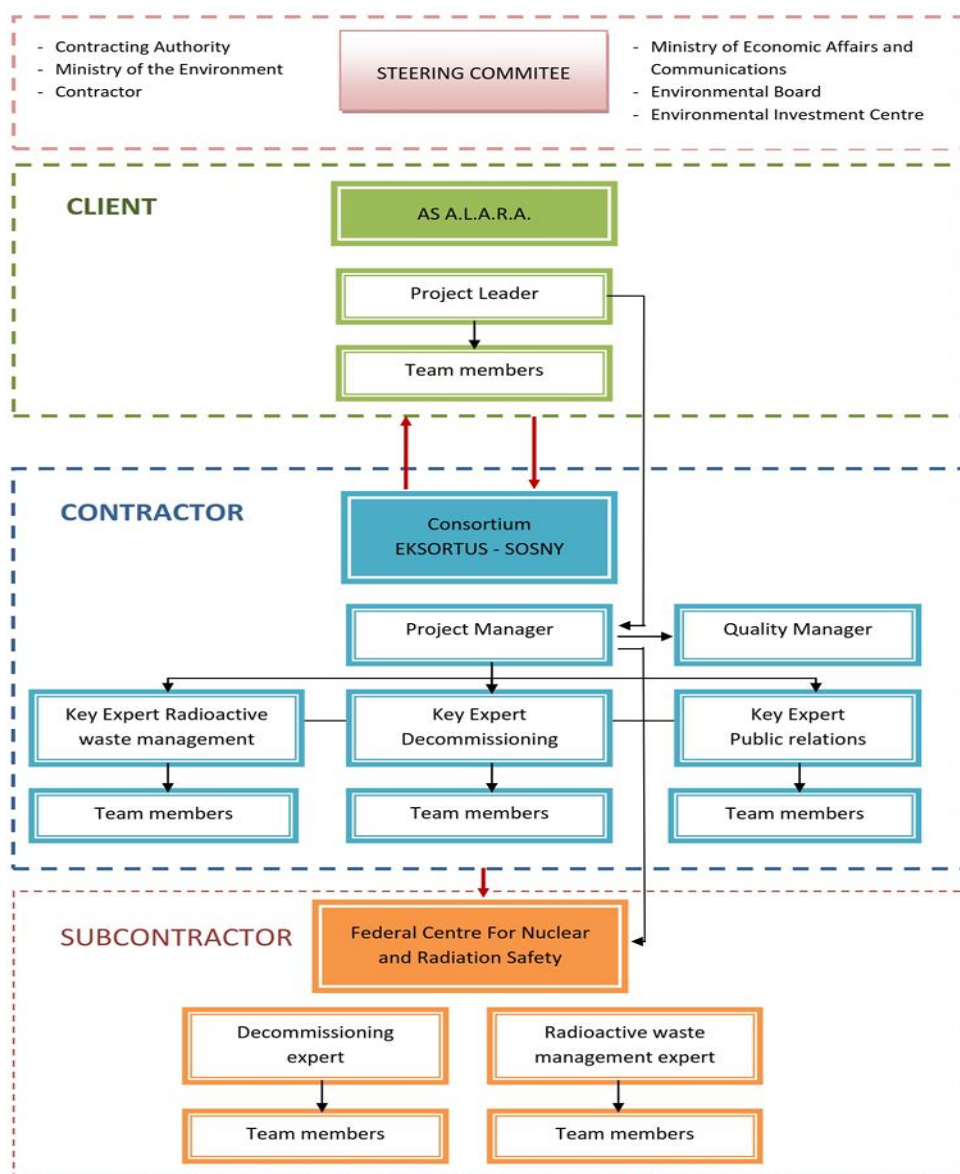 - Contracting Authority
- Ministry of the Environment
- Contractor
STEERING COMMITEE
- Ministry of Economic Affairs and
Communications
- Environmental Board
- Environmental Investment Centre
CLIENT
AS A.L.A.R.A.
Project Leader
Team members
CONTRACTOR
Consortium
EKSORTUS - SOSNY
Project Manager
Quality Manager
Key Expert Radioactive
waste management
Key Expert
Decommissioning
Key Expert
Public relations
Team members
Team members
Team members
SUBCONTRACTOR
Federal Centre For Nuclear
and Radiation Safety
Decommissioning
expert
Radioactive waste
management expert
Team members
Team members